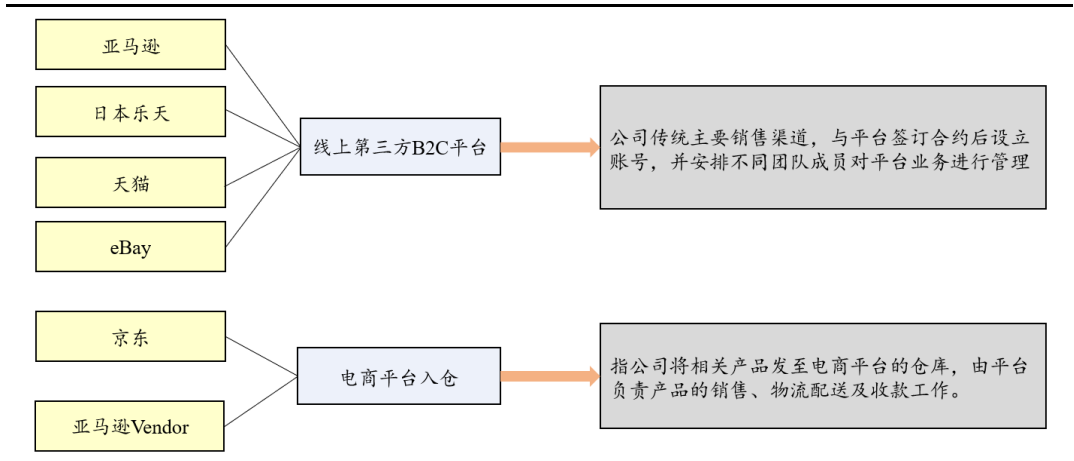 亚马逊
日本乐天
天猫
eBay
线上第三方B2C平台
公司传统主要销售渠道，与平台签订合约后设立
账号，并安排不同团队成员对平台业务进行管理
京东
亚马逊Vendor
电商平台入仓
指公司将相关产品发至电商平台的仓库，由平台
负责产品的销售、物流配送及收款工作。